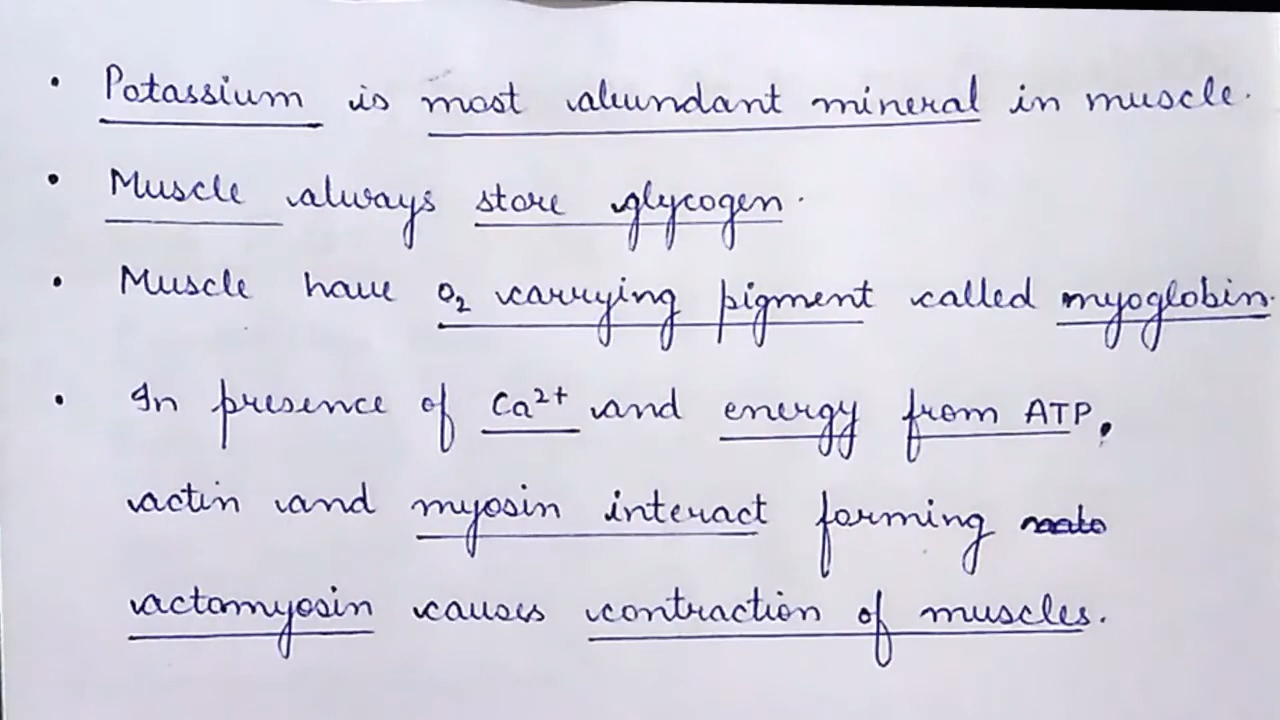 • Potassium is most abundant mineral in muscle.
• Muscle always store glycogen.
• Muscle have O₂ carrying pigment called myoglobin.
• In presence of Ca²⁺ and energy from ATP,
actin and myosin interact forming
actomyosin causes contraction of muscles.